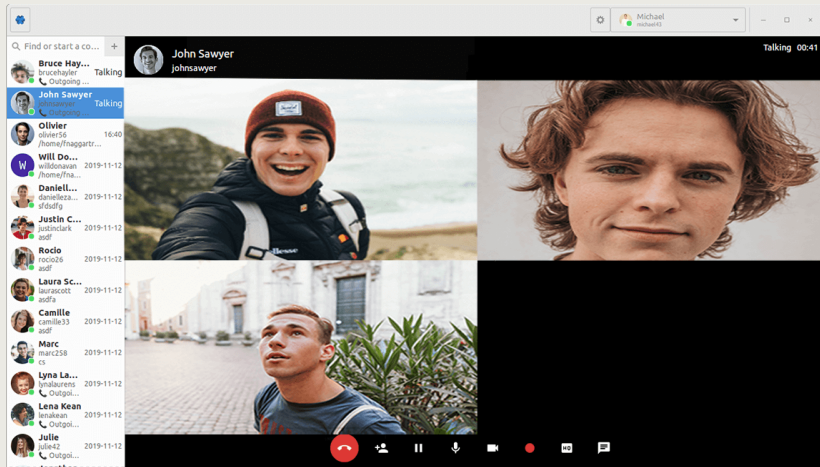 Michael
michael43
Find or start a co...
+
John Sawyer
johnsawyer
Talking 00:41
Bruce Hay...
brucehayler
Talking
Outgoing ...
John Sawyer
johnsawyer
Talking
Outgoing ...
Olivier
olivier56
16:40
/home/fnaggartr...
W
Will Do...
willdonavan
2019-11-12
/home/fna...
Daniell...
danielleza...
2019-11-12
sfdsdfg
Justin C...
justinclark
2019-11-12
asdf
Rocio
rocio26
2019-11-12
asdf
Laura Sc...
laurascott
2019-11-12
asdfa
Camille
camille33
2019-11-12
asdf
Marc
marc258
2019-11-12
cs
Lyna La...
lynalaurens
2019-11-12
Outgoi...
Lena Kean
lenakean
2019-11-12
Outgoi...
Julie
julie42
2019-11-12
Outgoi...
ellesse
HQ